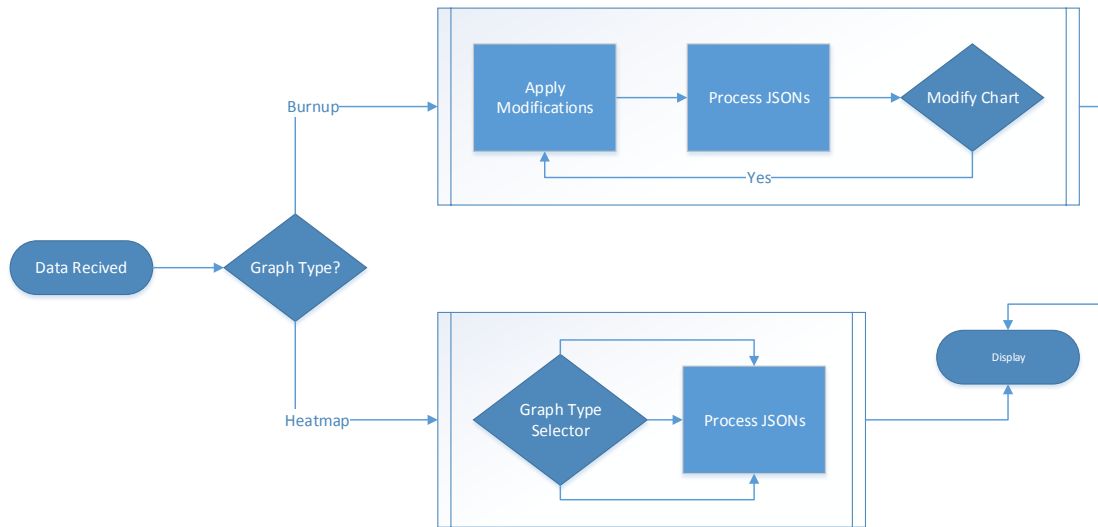 Burnup
Apply
Modifications
Process JSONs
Modify Chart
Yes
Data Recived
Graph Type?
Display
Heatmap
Graph Type
Selector
Process JSONs